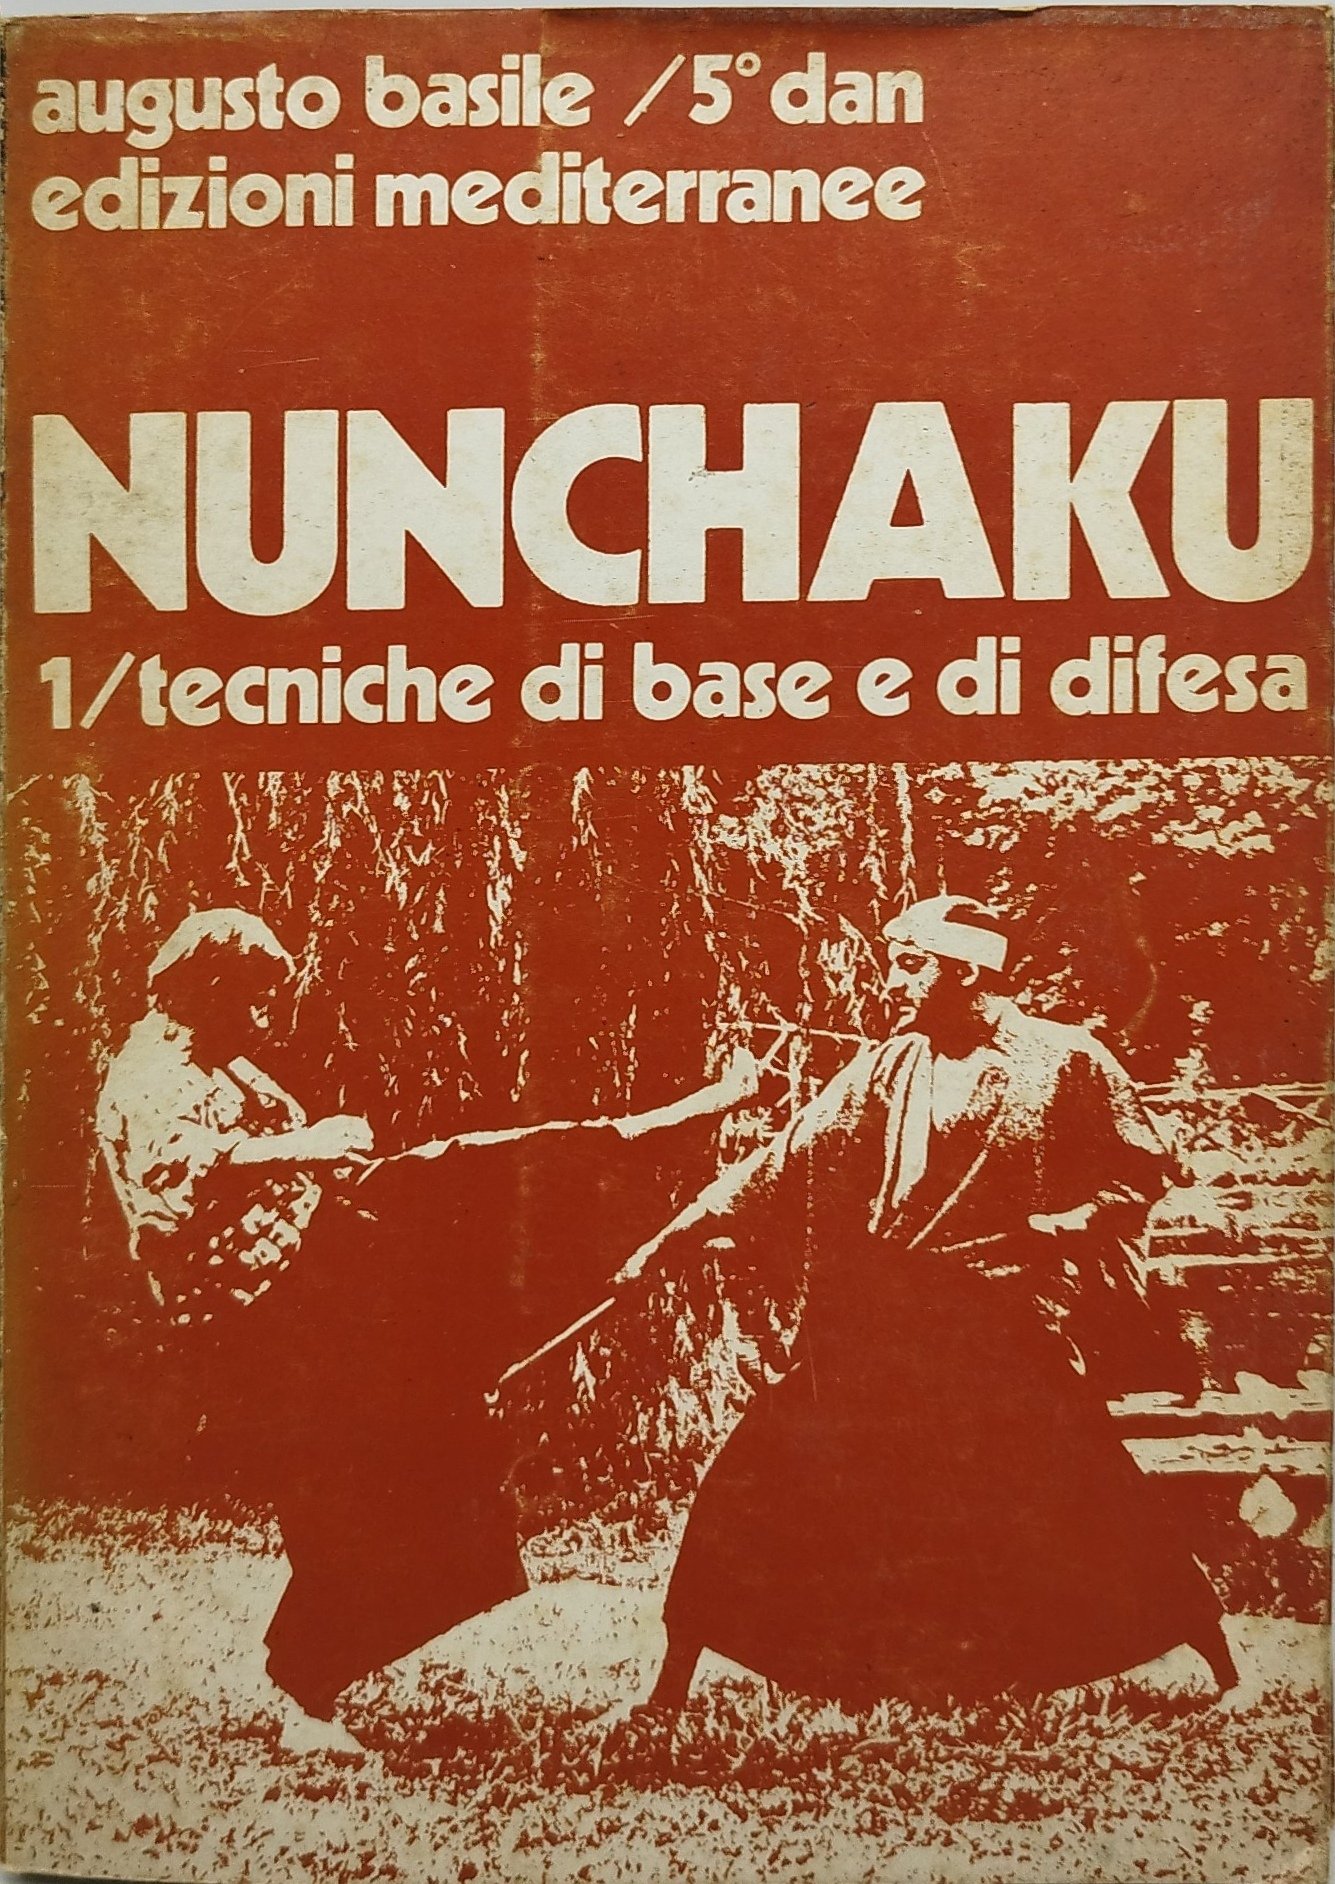 augusto basile / 5° dan
edizioni mediterranee
NUNCHAKU
1/tecniche di base e di difesa